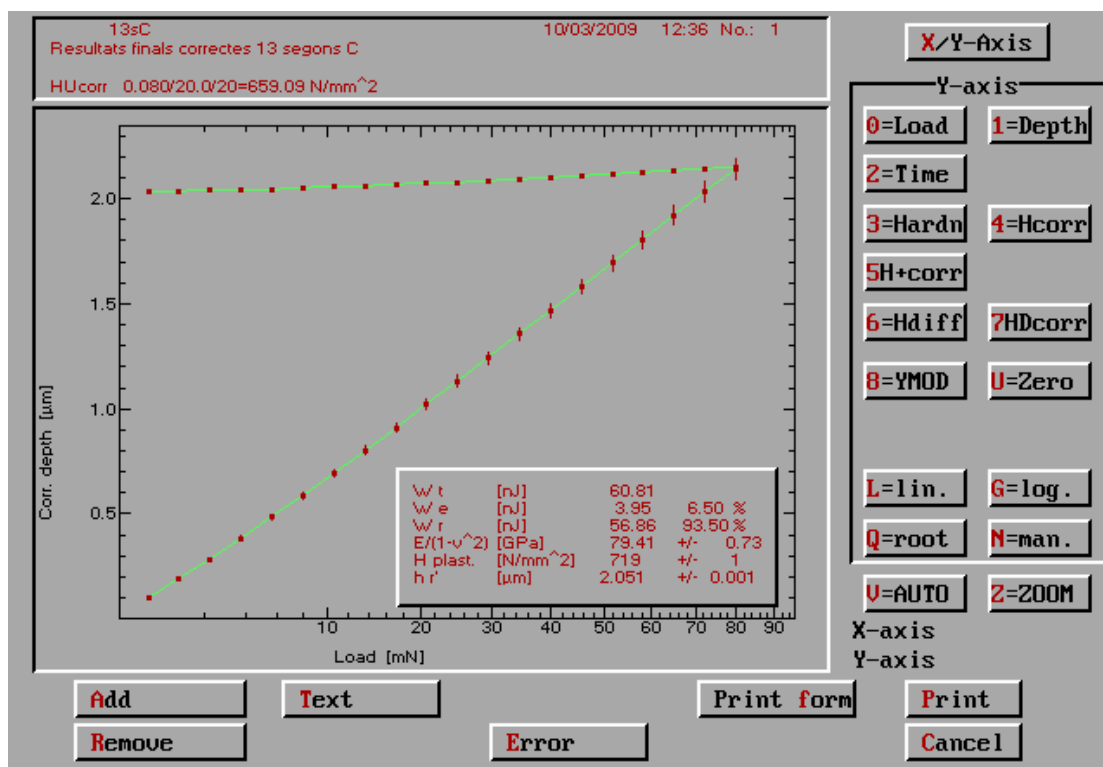 13sC 10/03/2009 12:36 No.: 1
Resultats finals correctes 13 segons C
HUcorr 0.080/20.0/20=659.09 N/mm^2
X/Y-Axis
Y-axis
0=Load 1=Depth
2=Time
3=Hardn 4=Hcorr
5H+corr
6=Hdiff 7HDcorr
8=YMOD U=Zero
L=lin. G=log.
Q=root N=man.
V=AUTO Z=ZOOM
X-axis
Y-axis
Corr. depth [µm]
2.0
1.5
1.0
0.5
W t [nJ] 60.81
W e [nJ] 3.95 6.50 %
W r [nJ] 56.86 93.50 %
E/(1-ν^2) [GPa] 79.41 +/- 0.73
H plast. [N/mm^2] 719 +/- 1
h r' [µm] 2.051 +/- 0.001
10 20 30 40 50 60 70 80 90
Load [mN]
Add Text Print form Print
Remove Error Cancel